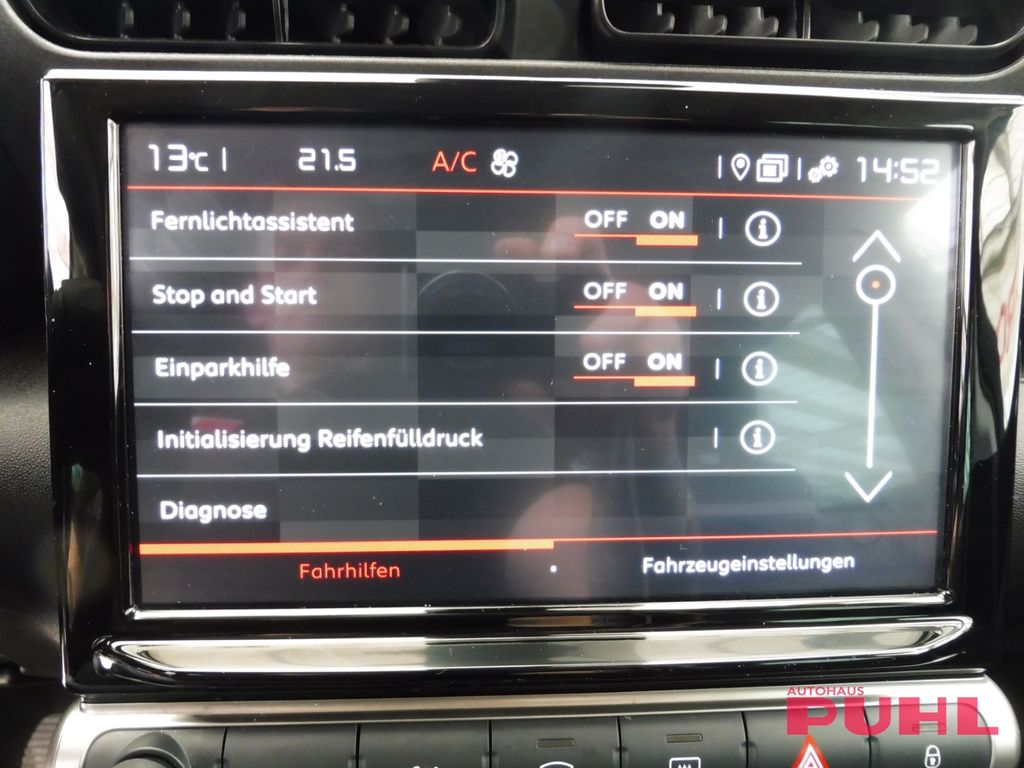 13°C 21.5 A/C 14:52
Fernlichtassistent OFF ON
Stop and Start OFF ON
Einparkhilfe OFF ON
Initialisierung Reifenfülldruck
Diagnose
Fahrhilfen Fahrzeugeinstellungen
AUTOHAUS
PUHL